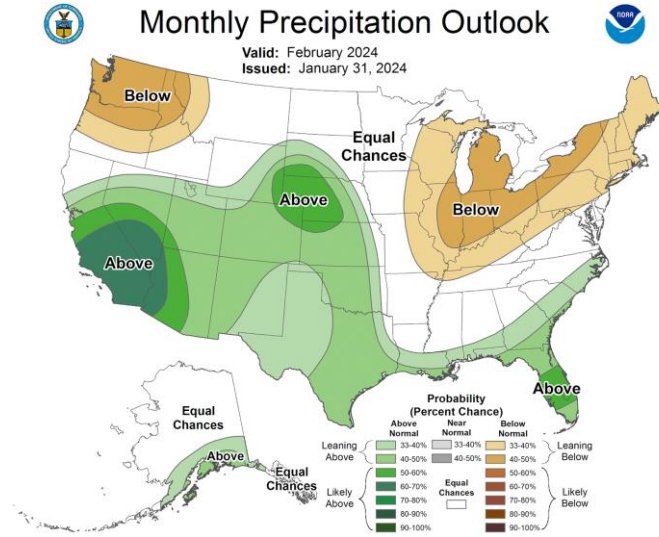 Monthly Precipitation Outlook
NOAA
Valid: February 2024
Issued: January 31, 2024
Below
Equal
Chances
Above
Below
Above
Above
Equal
Chances
Above
Equal
Chances
Probability
(Percent Chance)
Above
Normal
Near
Normal
Below
Normal
Leaning
Above
33-40% 33-40% 33-40%
40-50% 40-50% 40-50%
Leaning
Below
Likely
Above
50-60% 50-60%
60-70% 60-70%
70-80% 70-80%
80-90% 80-90%
90-100% 90-100%
Equal
Chances
Likely
Below